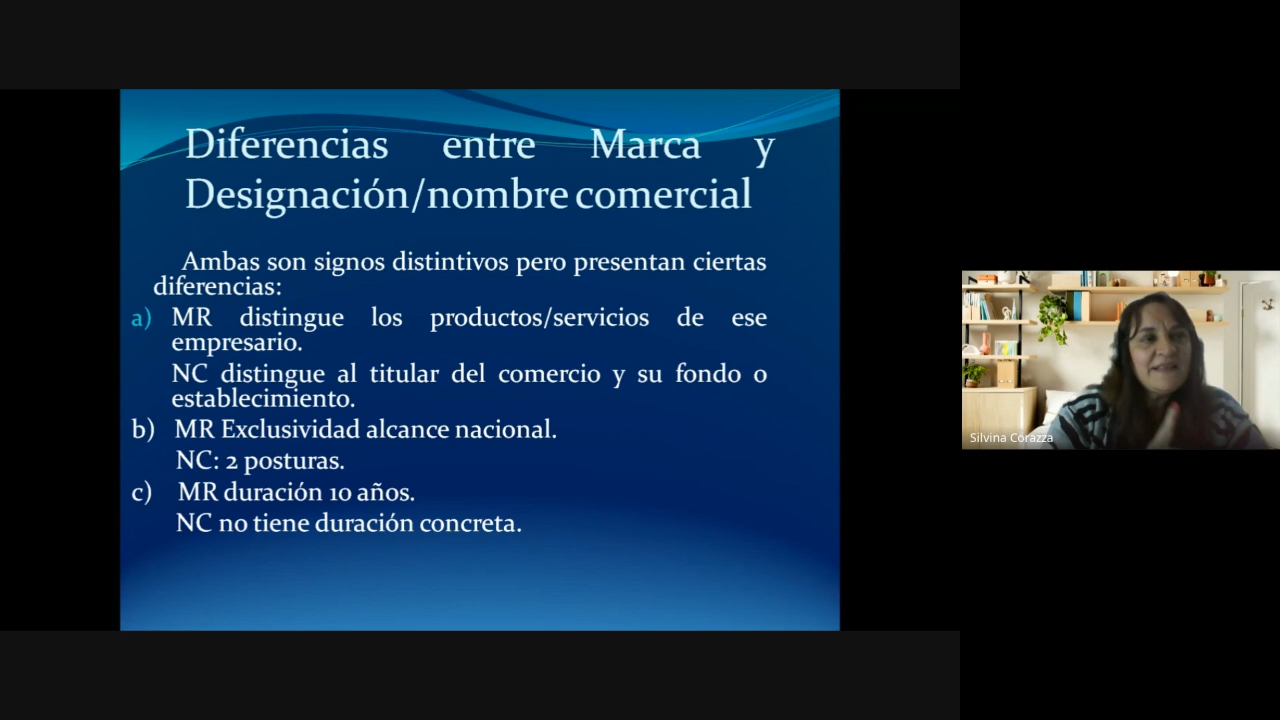 Diferencias entre Marca y
Designación/nombre comercial
Ambas son signos distintivos pero presentan ciertas
diferencias:
a) MR distingue los productos/servicios de ese
empresario.
NC distingue al titular del comercio y su fondo o
establecimiento.
b) MR Exclusividad alcance nacional.
NC: 2 posturas.
c) MR duración 10 años.
NC no tiene duración concreta.
Silvina Corazza